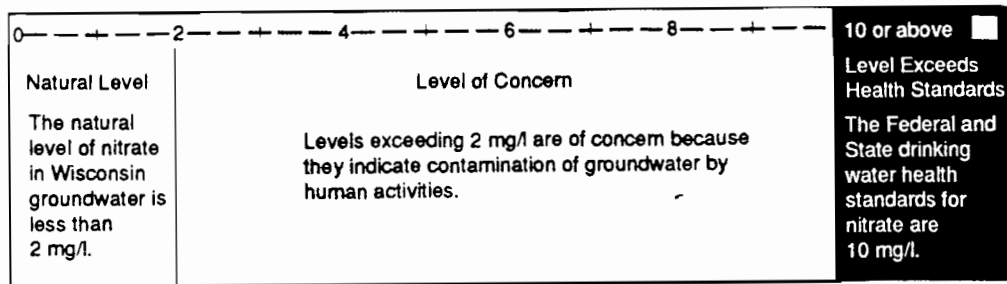 0— — –+– — —2— — –+– — —4— — –+– — —6— — –+– — —8— — –+– — — 10 or above
Natural Level
The natural
level of nitrate
in Wisconsin
groundwater is
less than
2 mg/l.
Level of Concern
Levels exceeding 2 mg/l are of concern because
they indicate contamination of groundwater by
human activities.
Level Exceeds
Health Standards
The Federal and
State drinking
water health
standards for
nitrate are
10 mg/l.